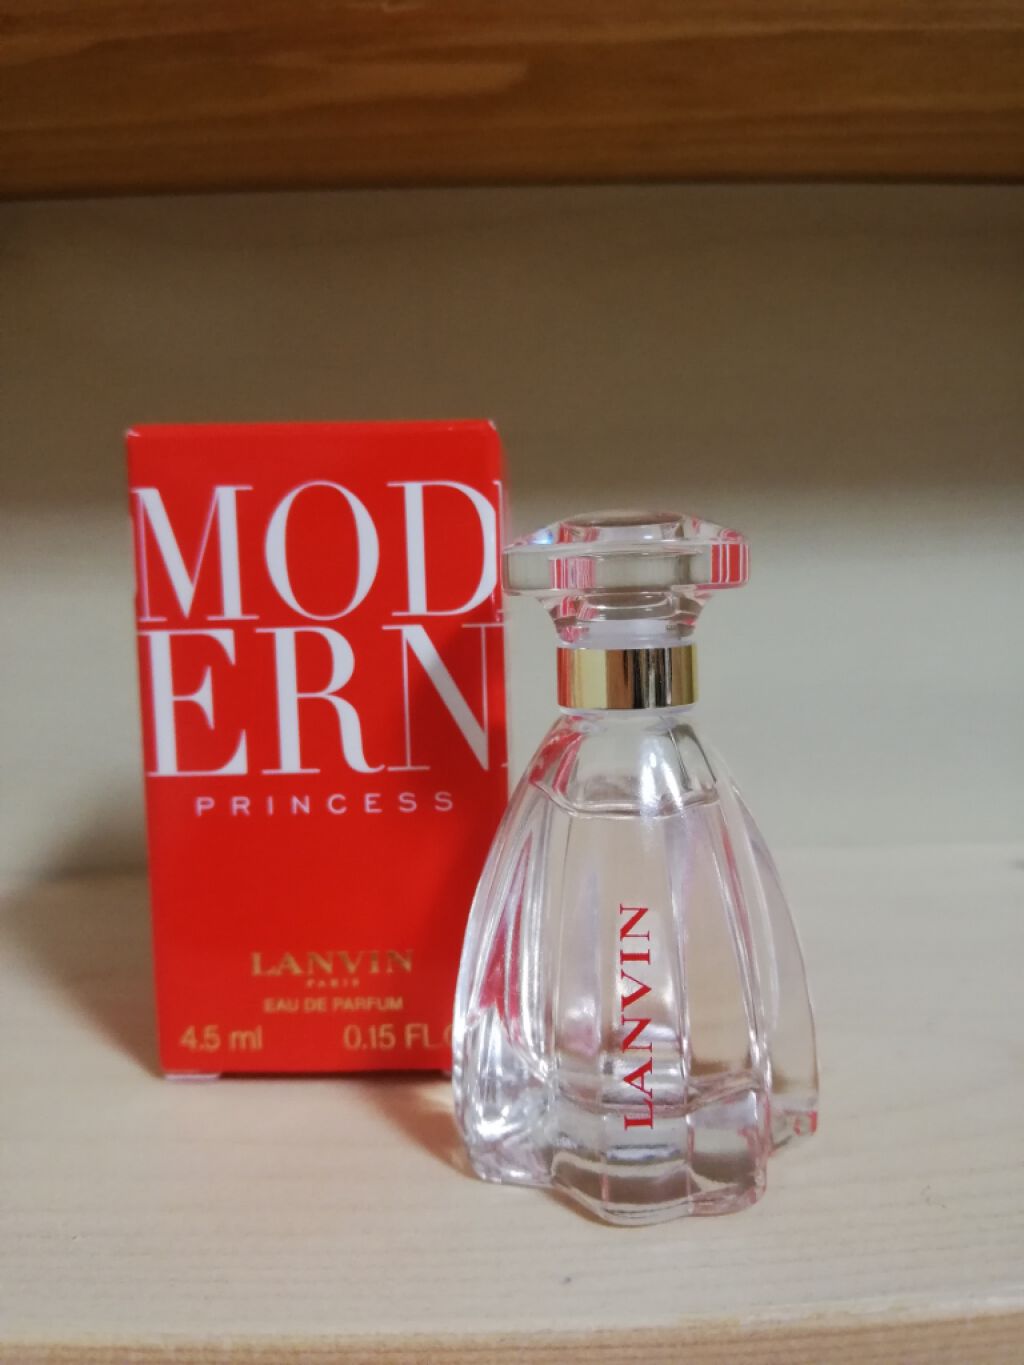 MOD
ERN
PRINCESS
LANVIN
PARIS
EAU DE PARFUM
4.5 ml 0.15 FL.
LANVIN